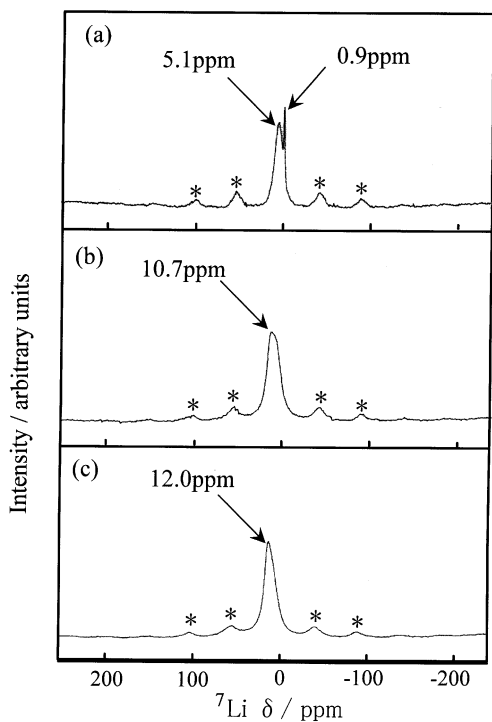 (a)
5.1ppm
0.9ppm
* * * *
(b)
10.7ppm
* * * *
(c)
12.0ppm
* * * *
200 100 0 -100 -200
⁷Li δ / ppm
Intensity / arbitrary units